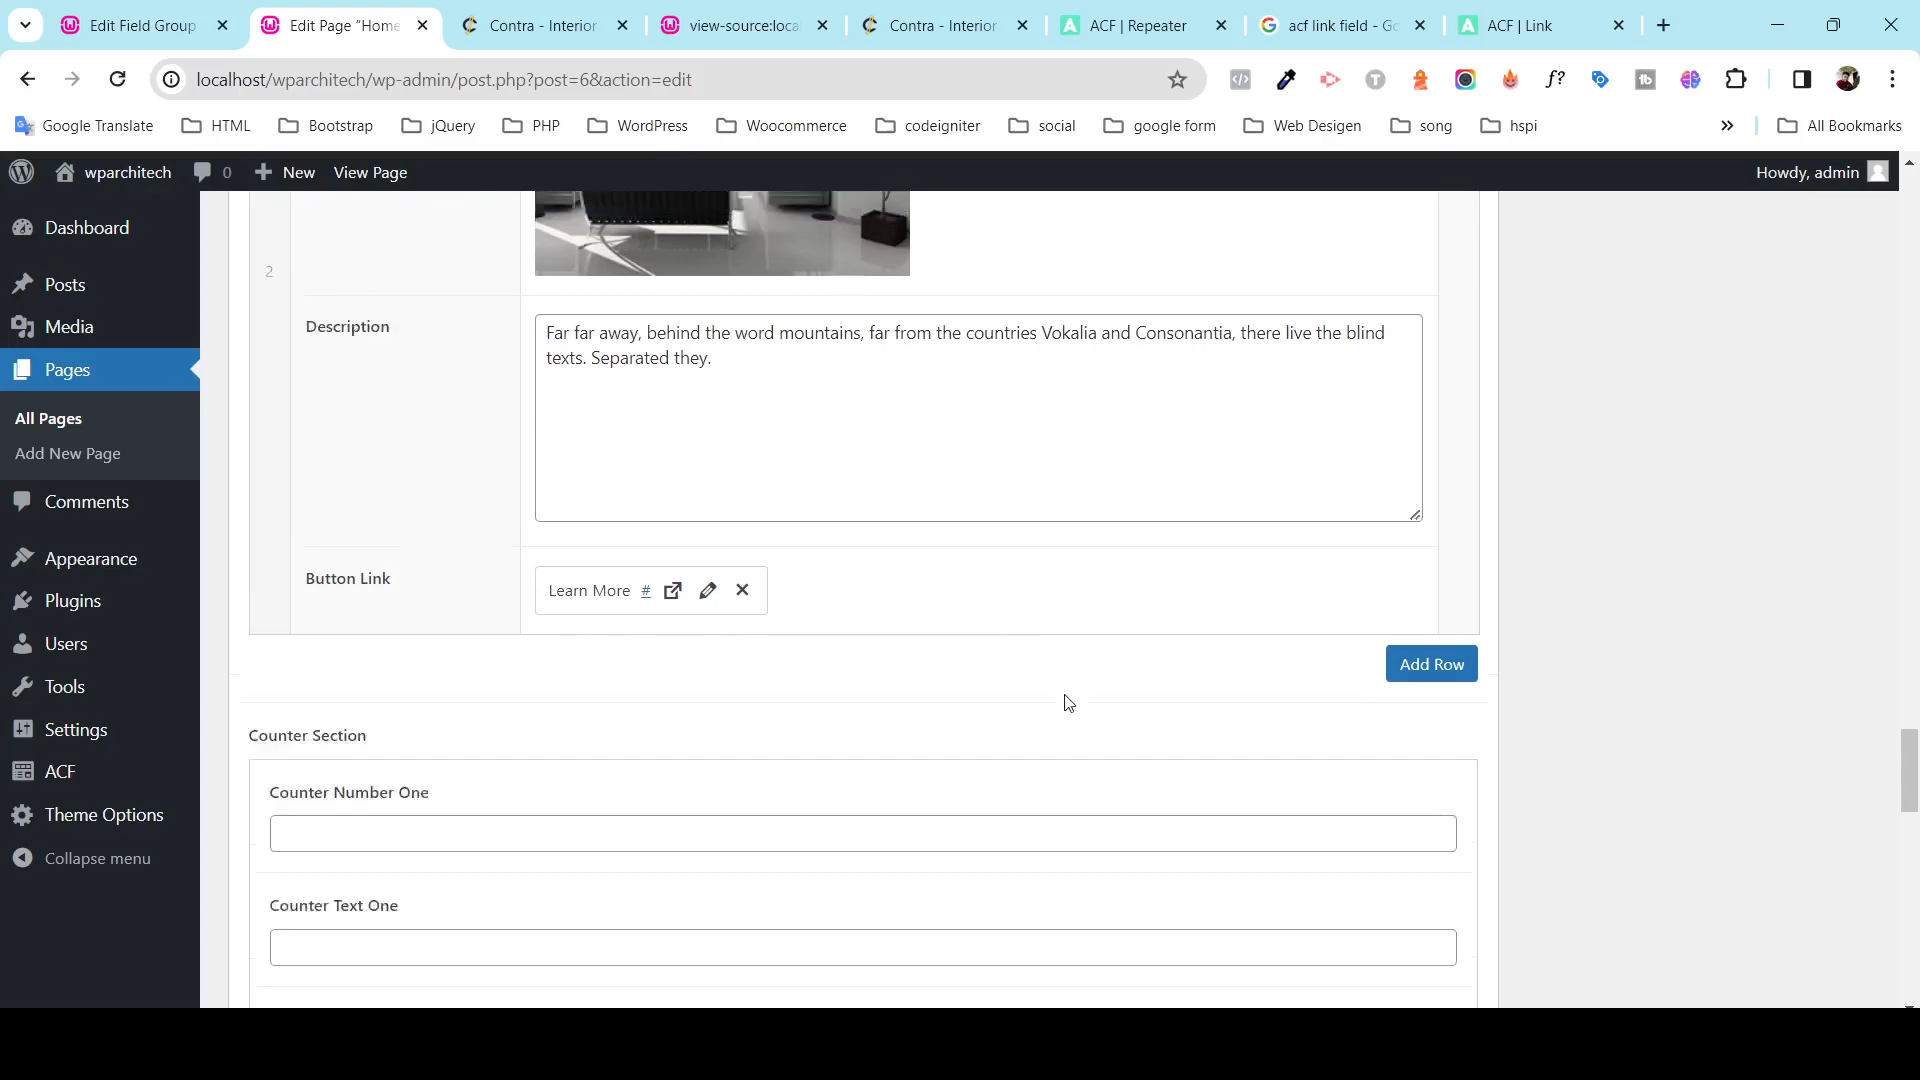 Edit Field Group
Edit Page “Home
Contra - Interior
view-source:loca
Contra - Interior
ACF | Repeater
acf link field - Go
ACF | Link
localhost/wparchitech/wp-admin/post.php?post=6&action=edit
Google Translate
HTML
Bootstrap
jQuery
PHP
WordPress
Woocommerce
codeigniter
social
google form
Web Desigen
song
hspi
All Bookmarks
wparchitech
0
New
View Page
Howdy, admin
Dashboard
Posts
Media
Pages
All Pages
Add New Page
Comments
Appearance
Plugins
Users
Tools
Settings
ACF
Theme Options
Collapse menu
2
Description
Far far away, behind the word mountains, far from the countries Vokalia and Consonantia, there live the blind
texts. Separated they.
Button Link
Learn More #
Add Row
Counter Section
Counter Number One
Counter Text One